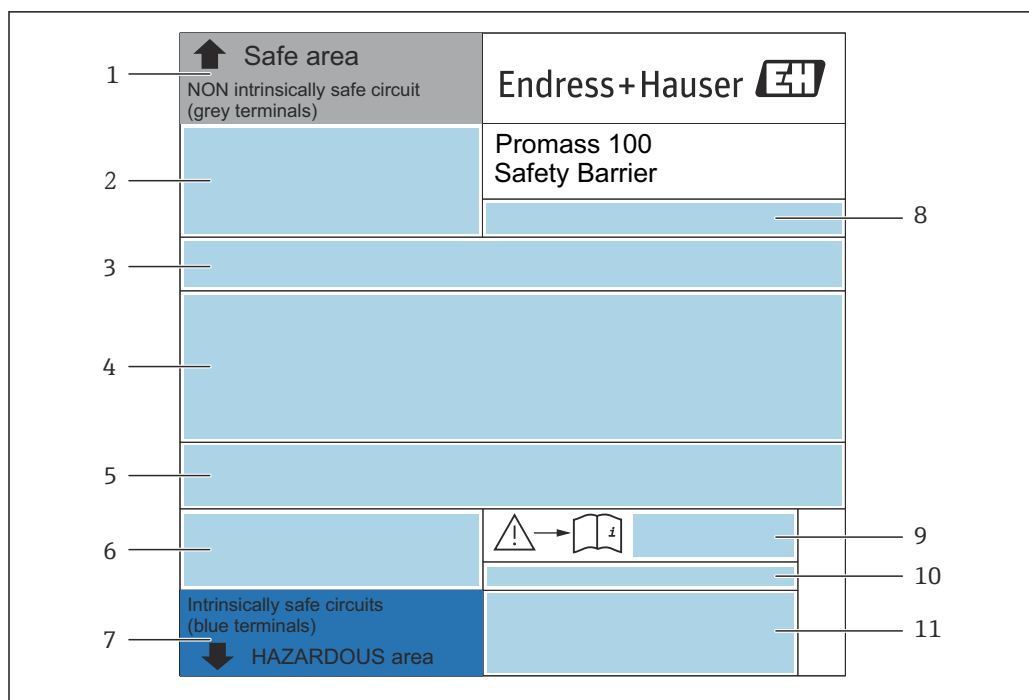 Safe area
NON intrinsically safe circuit
(grey terminals)
Endress+Hauser EH
Promass 100
Safety Barrier
1
2
3
4
5
6
7
8
9
10
11
i
Intrinsically safe circuits
(blue terminals)
HAZARDOUS area